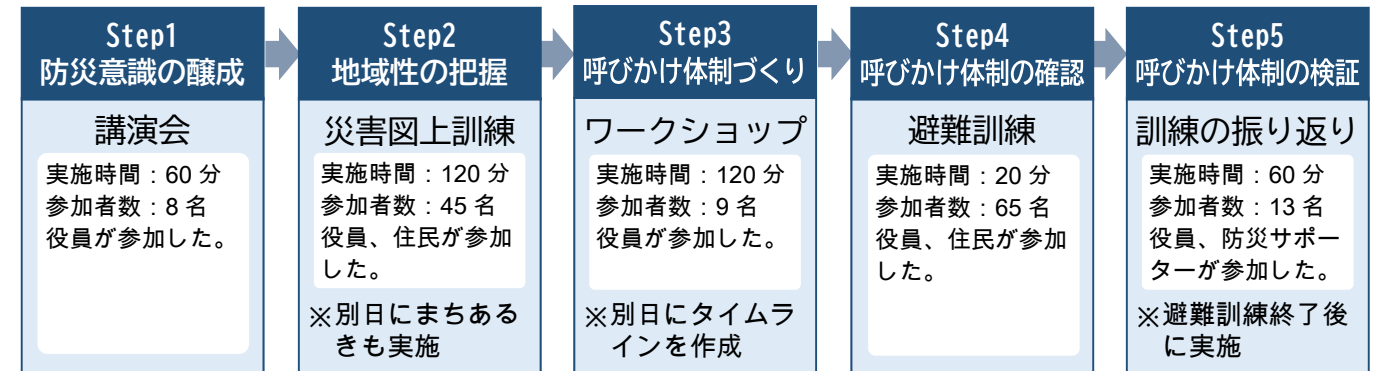 Step1
防災意識の醸成
講演会
実施時間：60 分
参加者数：8 名
役員が参加した。
Step2
地域性の把握
災害図上訓練
実施時間：120 分
参加者数：45 名
役員、住民が参加
した。
※別日にまちある
きも実施
Step3
呼びかけ体制づくり
ワークショップ
実施時間：120 分
参加者数：9 名
役員が参加した。
※別日にタイムラ
インを作成
Step4
呼びかけ体制の確認
避難訓練
実施時間：20 分
参加者数：65 名
役員、住民が参加
した。
Step5
呼びかけ体制の検証
訓練の振り返り
実施時間：60 分
参加者数：13 名
役員、防災サポー
ターが参加した。
※避難訓練終了後
に実施